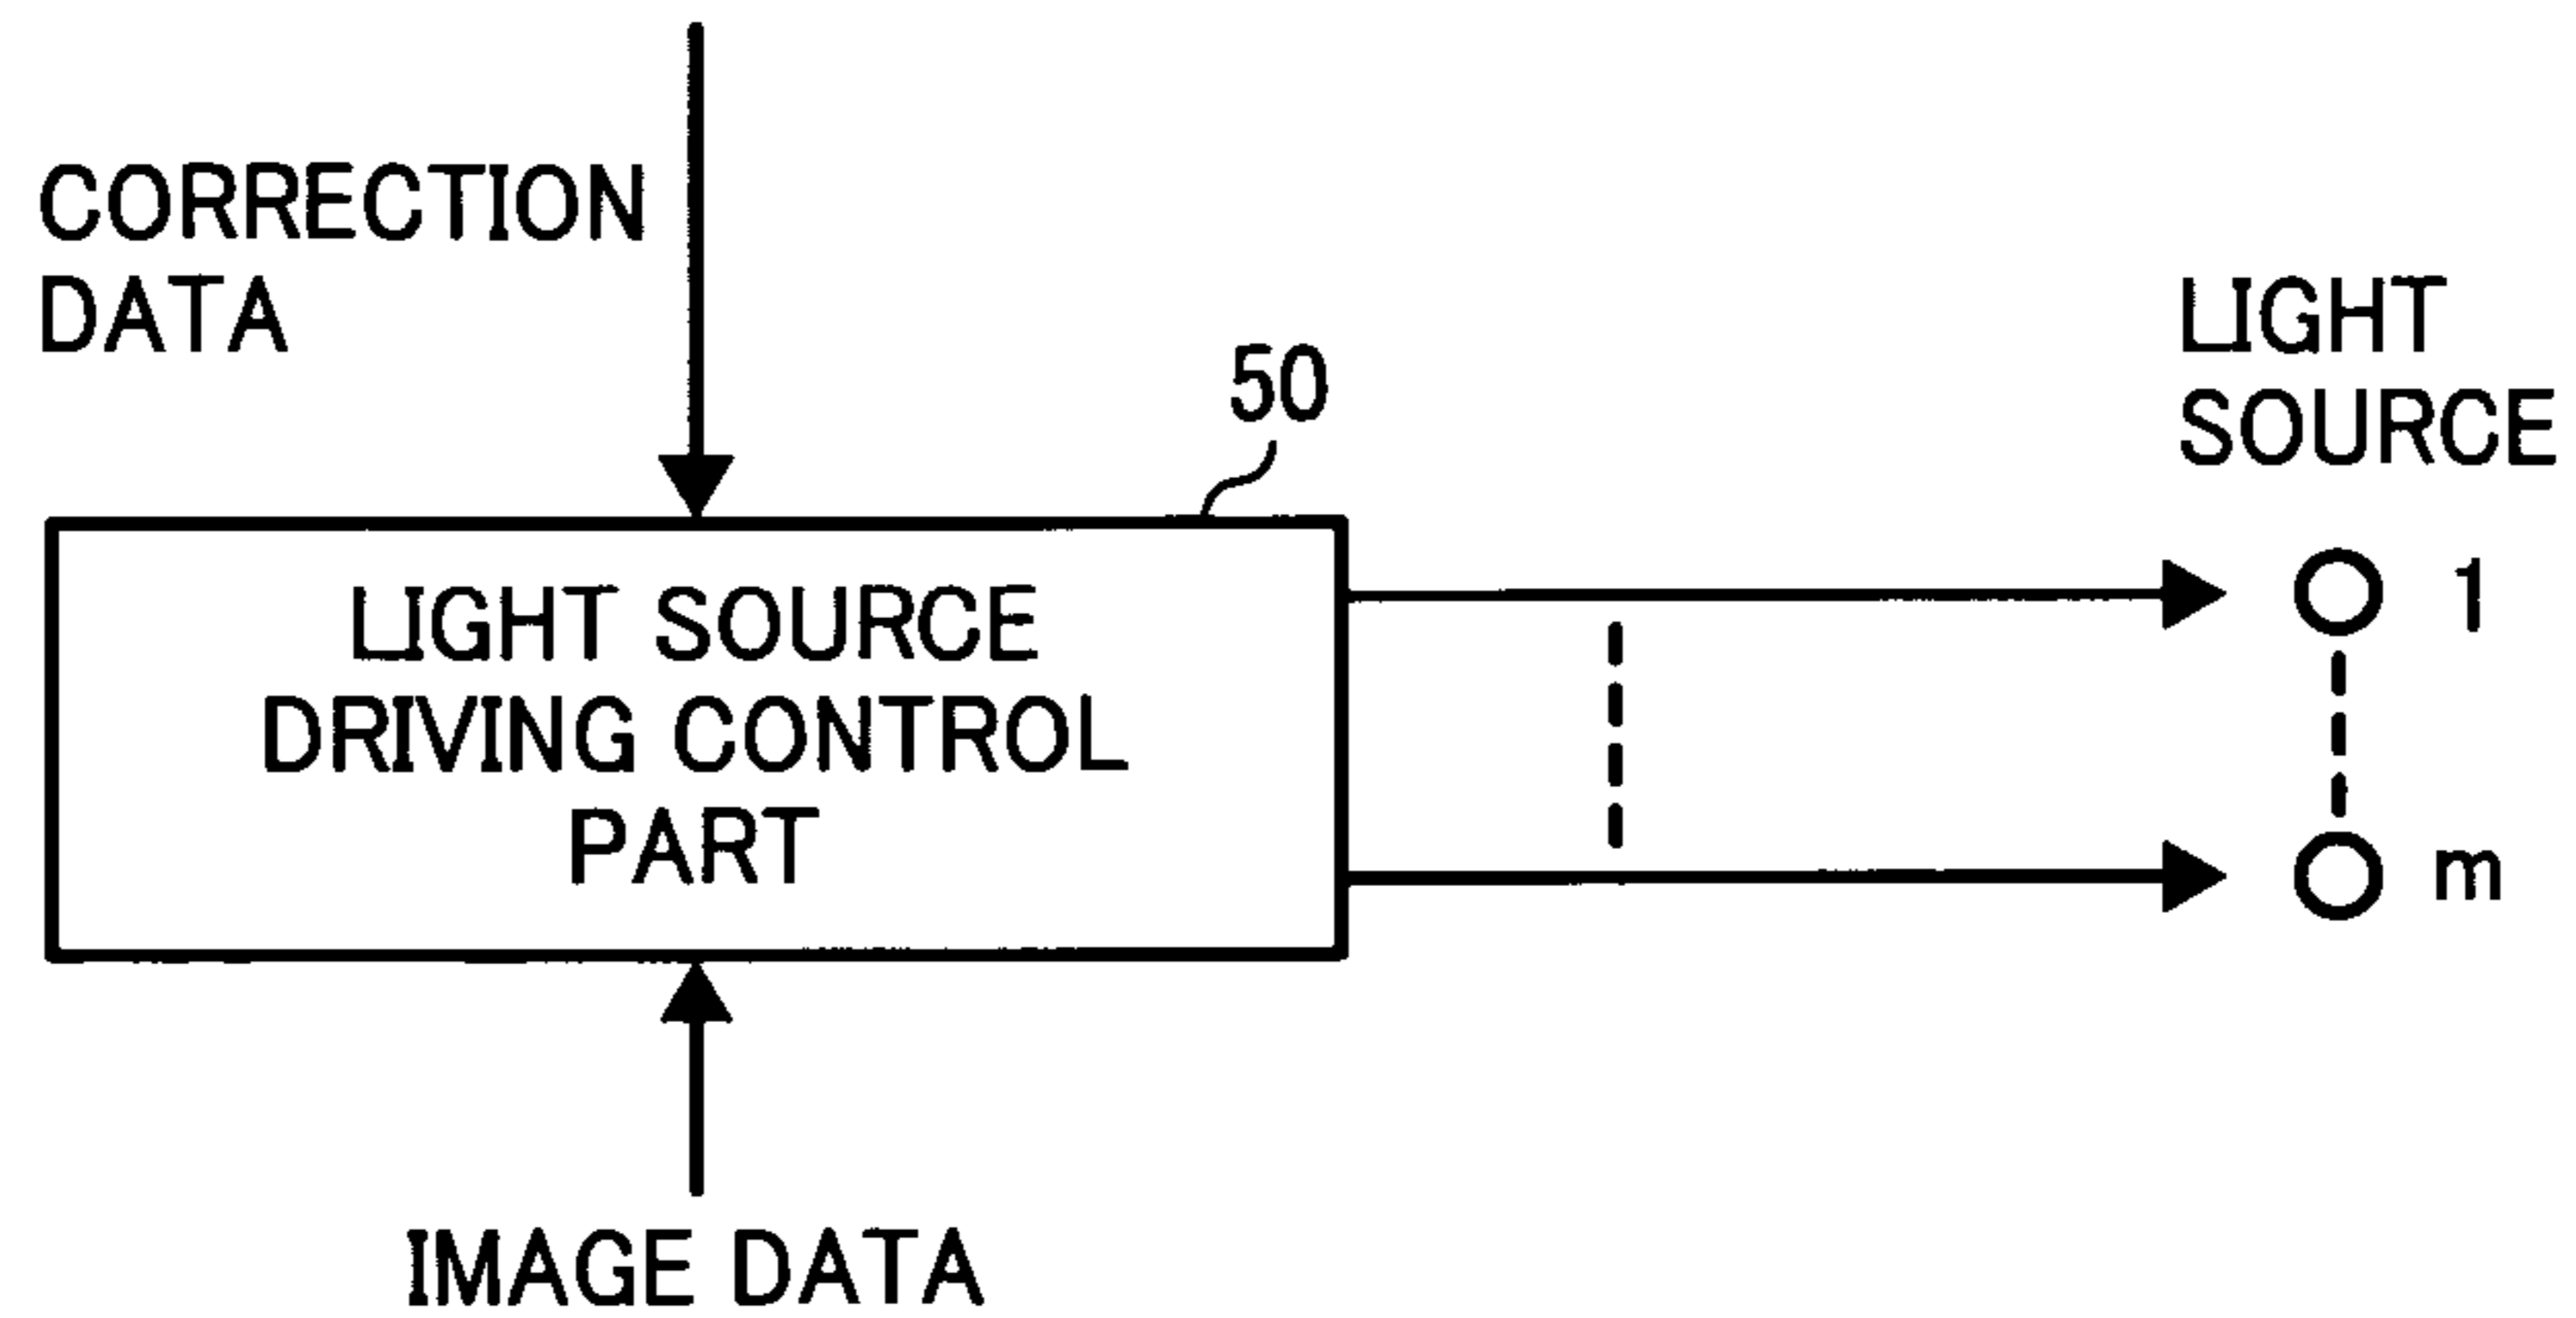 CORRECTION
DATA
50
LIGHT
SOURCE
LIGHT SOURCE
DRIVING CONTROL
PART
1
m
IMAGE DATA